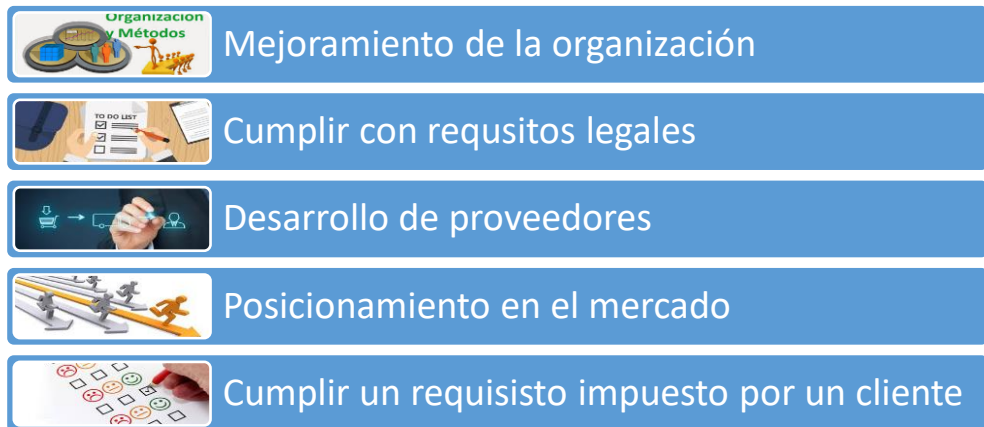 Organización
y Métodos
Mejoramiento de la organización
TO DO LIST
Cumplir con requsitos legales
Desarrollo de proveedores
Posicionamiento en el mercado
Cumplir un requisisto impuesto por un cliente